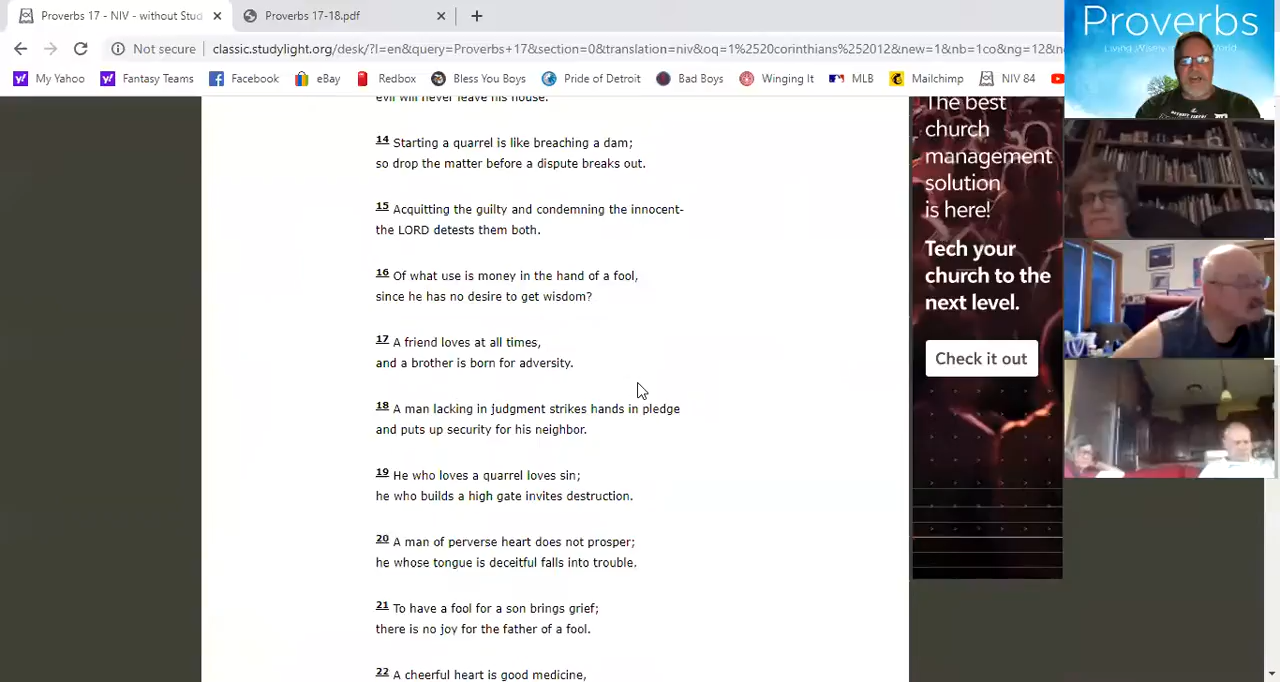 Proverbs 17 - NIV - without Stud
Proverbs 17-18.pdf
Not secure
classic.studylight.org/desk/?l=en&query=Proverbs+17&section=0&translation=niv&oq=1%2520corinthians%252012&new=1&nb=1co&ng=12&n
My Yahoo
Fantasy Teams
Facebook
eBay
Redbox
Bless You Boys
Pride of Detroit
Bad Boys
Winging It
MLB
Mailchimp
NIV 84
Proverbs
evil will never leave his house.
14 Starting a quarrel is like breaching a dam;
so drop the matter before a dispute breaks out.
15 Acquitting the guilty and condemning the innocent-
the LORD detests them both.
16 Of what use is money in the hand of a fool,
since he has no desire to get wisdom?
17 A friend loves at all times,
and a brother is born for adversity.
18 A man lacking in judgment strikes hands in pledge
and puts up security for his neighbor.
19 He who loves a quarrel loves sin;
he who builds a high gate invites destruction.
20 A man of perverse heart does not prosper;
he whose tongue is deceitful falls into trouble.
21 To have a fool for a son brings grief;
there is no joy for the father of a fool.
22 A cheerful heart is good medicine,
The best
church
management
solution
is here!
Tech your
church to the
next level.
Check it out